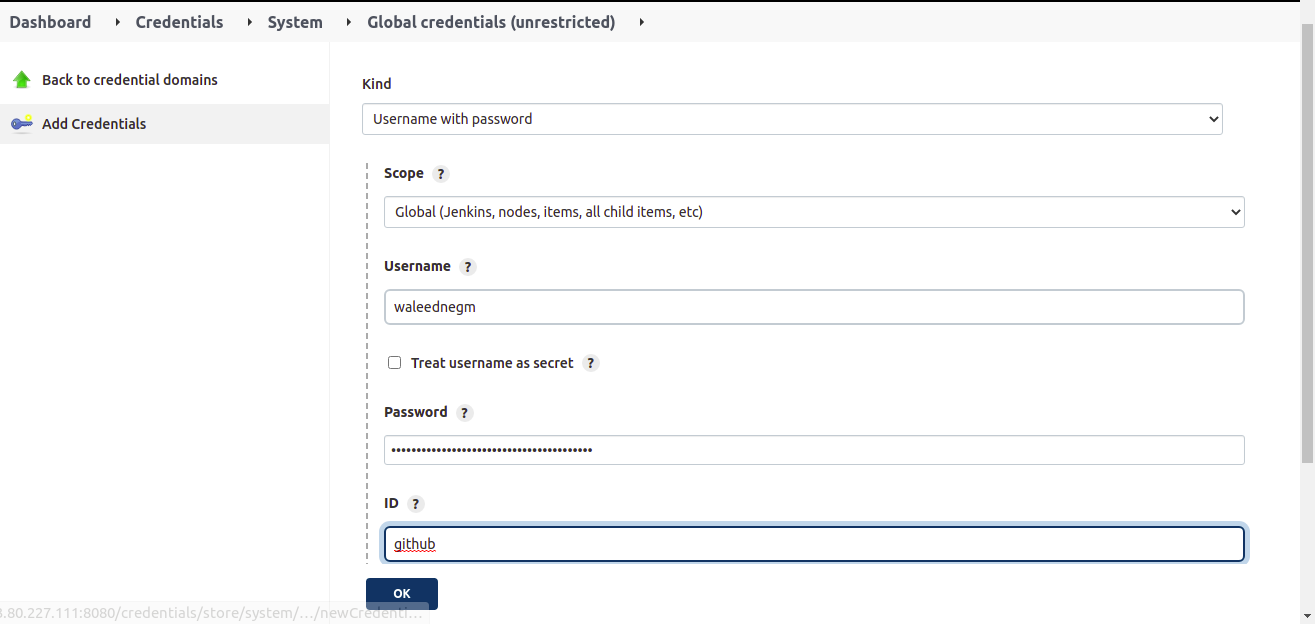 Dashboard Credentials System Global credentials (unrestricted)
Back to credential domains
Add Credentials
Kind
Username with password
Scope ?
Global (Jenkins, nodes, items, all child items, etc)
Username ?
waleednegm
Treat username as secret ?
Password ?
••••••••••••••••••••••••••••••••••••••••
ID ?
github
OK
.80.227.111:8080/credentials/store/system/…/newCredenti…